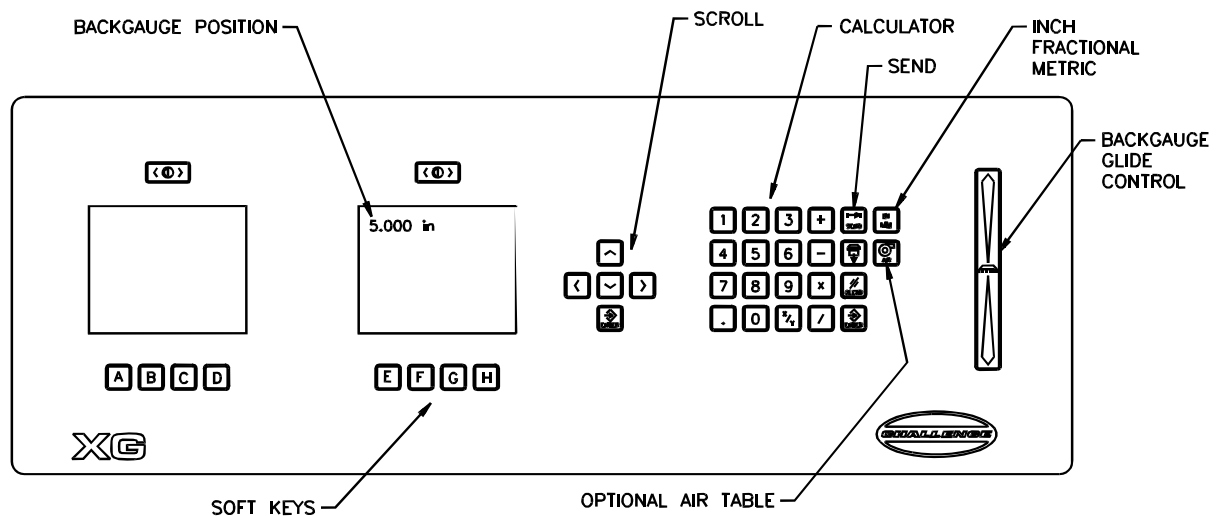 BACKGAUGE POSITION
SCROLL
CALCULATOR
SEND
INCH
FRACTIONAL
METRIC
BACKGAUGE
GLIDE
CONTROL
5.000 in
1 2 3 +
4 5 6 -
7 8 9 x
. 0 X/Y /
A B C D
E F G H
XG
CHALLENGE
SOFT KEYS
OPTIONAL AIR TABLE